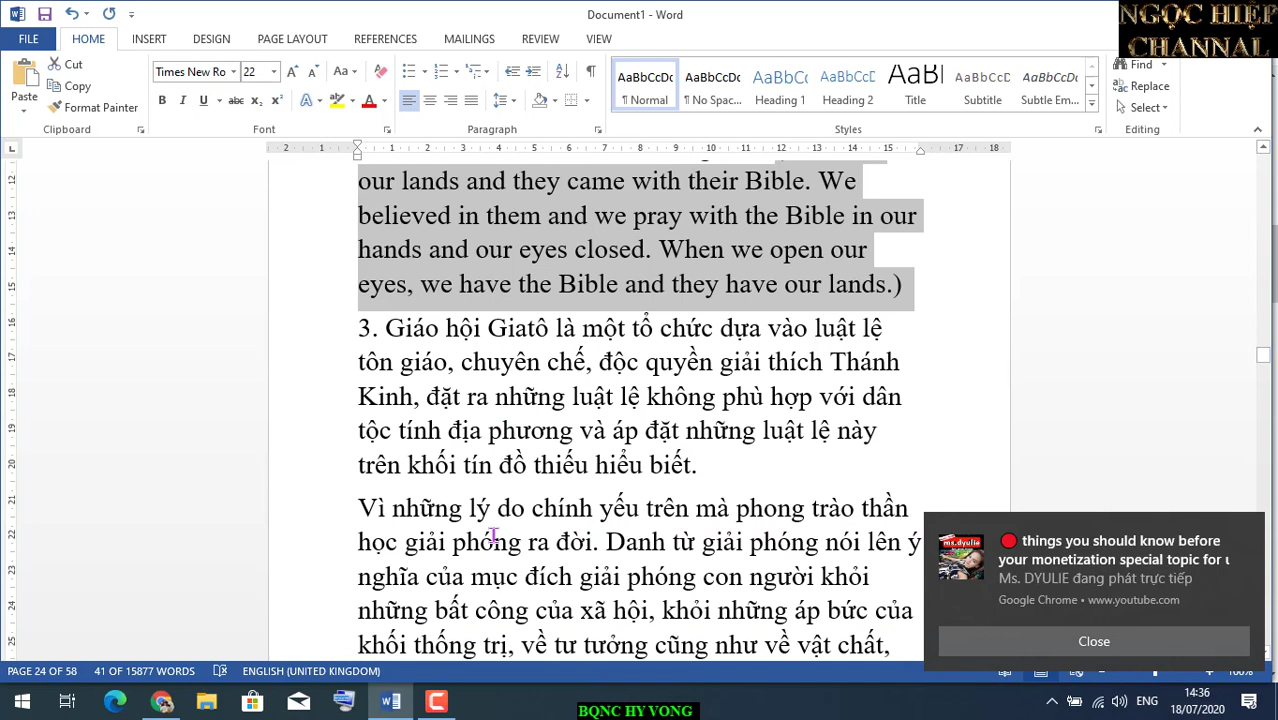 Document1 - Word
NGỌC HIỆP
CHANNAL
FILE
HOME
INSERT
DESIGN
PAGE LAYOUT
REFERENCES
MAILINGS
REVIEW
VIEW
Paste
Cut
Copy
Format Painter
Clipboard
Times New Ro
22
Font
Paragraph
AaBbCcDc
¶ Normal
AaBbCcDc
¶ No Spac...
AaBbCc
Heading 1
AaBbCcC
Heading 2
AaBl
Title
AaBbCcD
Subtitle
AaBbCcDc
Subtle Em...
Styles
Find
Replace
Select
Editing
our lands and they came with their Bible. We
believed in them and we pray with the Bible in our
hands and our eyes closed. When we open our
eyes, we have the Bible and they have our lands.)
3. Giáo hội Giatô là một tổ chức dựa vào luật lệ
tôn giáo, chuyên chế, độc quyền giải thích Thánh
Kinh, đặt ra những luật lệ không phù hợp với dân
tộc tính địa phương và áp đặt những luật lệ này
trên khối tín đồ thiếu hiểu biết.
Vì những lý do chính yếu trên mà phong trào thần
học giải phóng ra đời. Danh từ giải phóng nói lên ý
nghĩa của mục đích giải phóng con người khỏi
những bất công của xã hội, khỏi những áp bức của
khối thống trị, về tư tưởng cũng như về vật chất,
things you should know before
your monetization special topic for
Ms. DYULIE đang phát trực tiếp
Google Chrome • www.youtube.com
Close
PAGE 24 OF 58
41 OF 15877 WORDS
ENGLISH (UNITED KINGDOM)
100%
ENG
14:36
18/07/2020
BQNC HY VONG